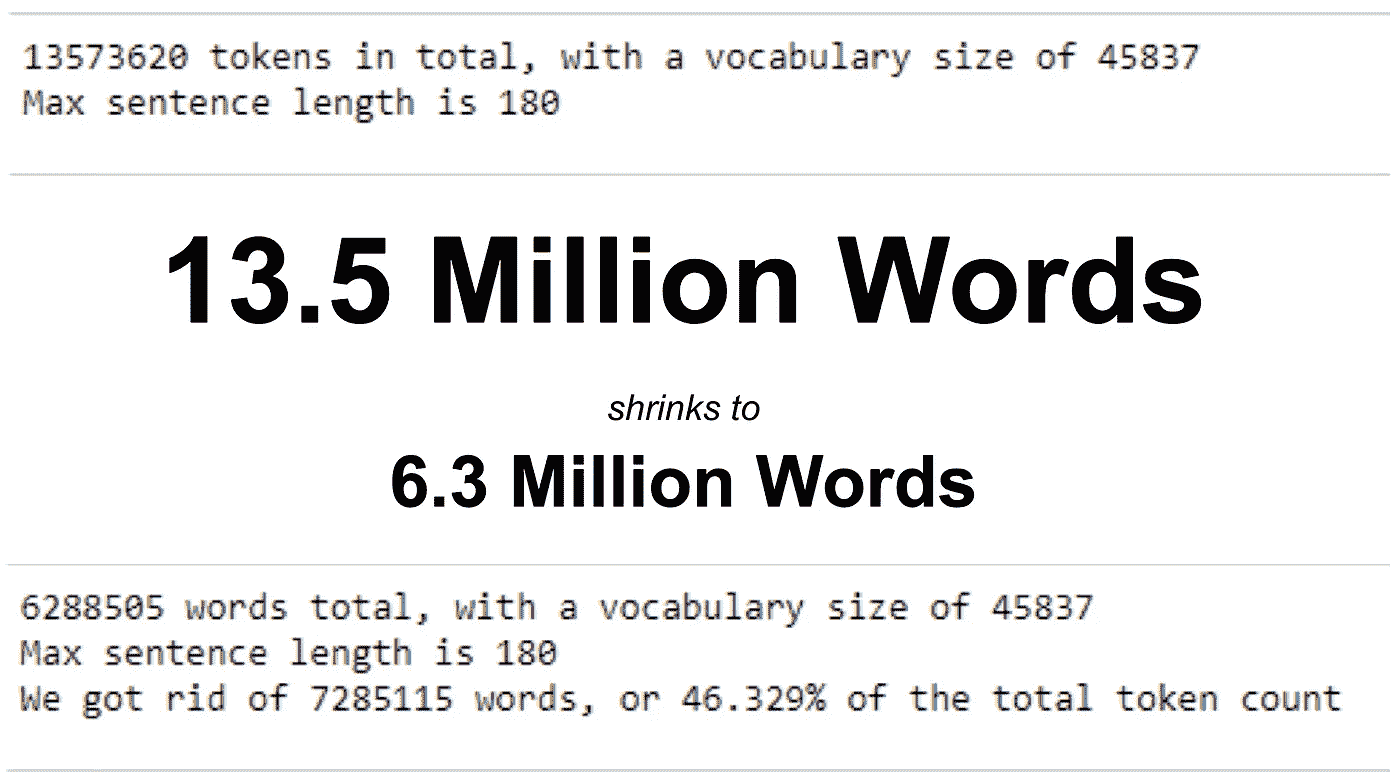 13573620 tokens in total, with a vocabulary size of 45837
Max sentence length is 180
13.5 Million Words
shrinks to
6.3 Million Words
6288505 words total, with a vocabulary size of 45837
Max sentence length is 180
We got rid of 7285115 words, or 46.329% of the total token count